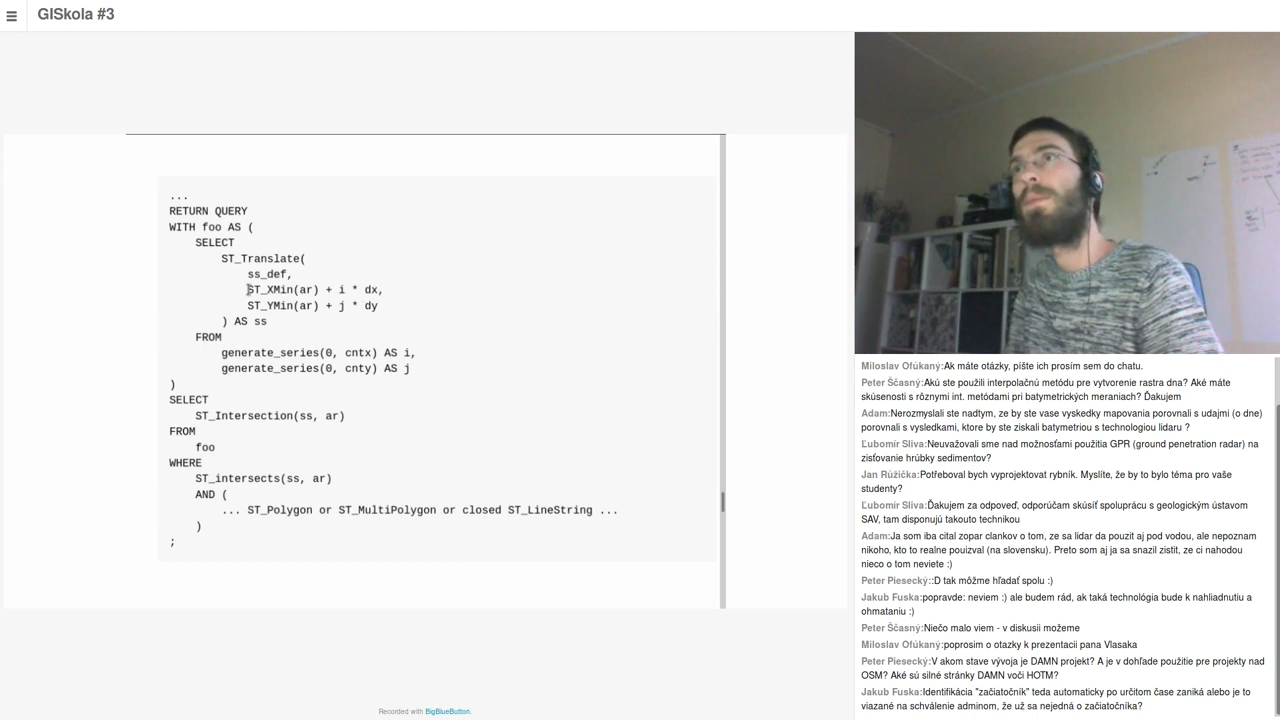 GISkola #3
...
RETURN QUERY
WITH foo AS (
SELECT
ST_Translate(
ss_def,
ST_XMin(ar) + i * dx,
ST_YMin(ar) + j * dy
) AS ss
FROM
generate_series(0, cntx) AS i,
generate_series(0, cnty) AS j
)
SELECT
ST_Intersection(ss, ar)
FROM
foo
WHERE
ST_intersects(ss, ar)
AND (
... ST_Polygon or ST_MultiPolygon or closed ST_LineString ...
)
;
Recorded with BigBlueButton.
Miloslav Ofúkaný:Ak máte otázky, píšte ich prosím sem do chatu.
Peter Ščasný:Akú ste použili interpolačnú metódu pre vytvorenie rastra dna? Aké máte
skúsenosti s rôznymi int. metódami pri batymetrických meraniach? Ďakujem
Adam:Nerozmyslali ste nadtym, ze by ste vase vyskedky mapovania porovnali s udajmi (o dne)
porovnali s vysledkami, ktore by ste ziskali batymetriou s technologiou lidaru ?
Ľubomír Sliva:Neuvažovali sme nad možnosťami použitia GPR (ground penetration radar) na
zisťovanie hrúbky sedimentov?
Jan Růžička:Potřeboval bych vyprojektovat rybník. Myslíte, že by to bylo téma pro vaše
studenty?
Ľubomír Sliva:Ďakujem za odpoveď, odporúčam skúsiť spoluprácu s geologickým ústavom
SAV, tam disponujú takouto technikou
Adam:Ja som iba cital zopar clankov o tom, ze sa lidar da pouzit aj pod vodou, ale nepoznam
nikoho, kto to realne pouizval (na slovensku). Preto som aj ja sa snazil zistit, ze ci nahodou
nieco o tom neviete :)
Peter Piesecký::D tak môžme hľadať spolu :)
Jakub Fuska:popravde: neviem :) ale budem rád, ak taká technológia bude k nahliadnutiu a
ohmataniu :)
Peter Ščasný:Niečo malo viem - v diskusii možeme
Miloslav Ofúkaný:poprosim o otazky k prezentacii pana Vlasaka
Peter Piesecký:V akom stave vývoja je DAMN projekt? A je v dohľade použitie pre projekty nad
OSM? Aké sú silné stránky DAMN voči HOTM?
Jakub Fuska:Identifikácia "začiatočník" teda automaticky po určitom čase zaniká alebo je to
viazané na schválenie adminom, že už sa nejedná o začiatočníka?